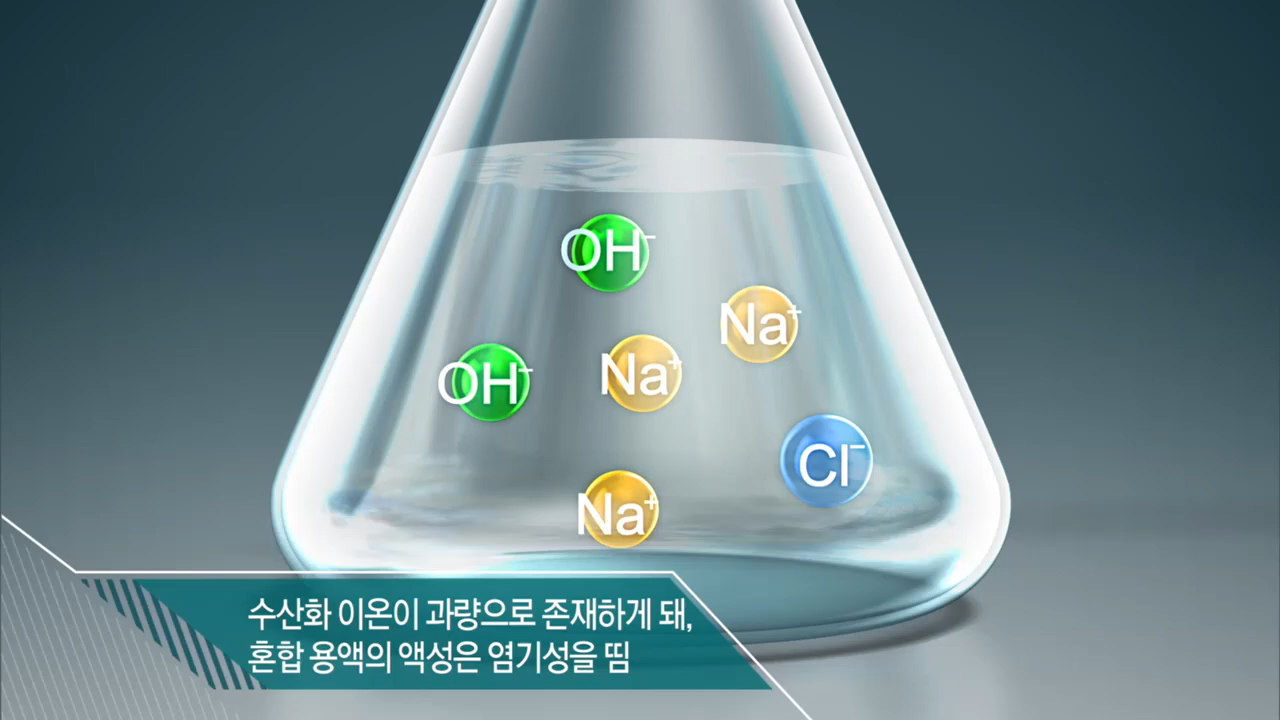 OH⁻
Na⁺
OH⁻
Na⁺
Cl⁻
Na⁺
수산화 이온이 과량으로 존재하게 돼,
혼합 용액의 액성은 염기성을 띰